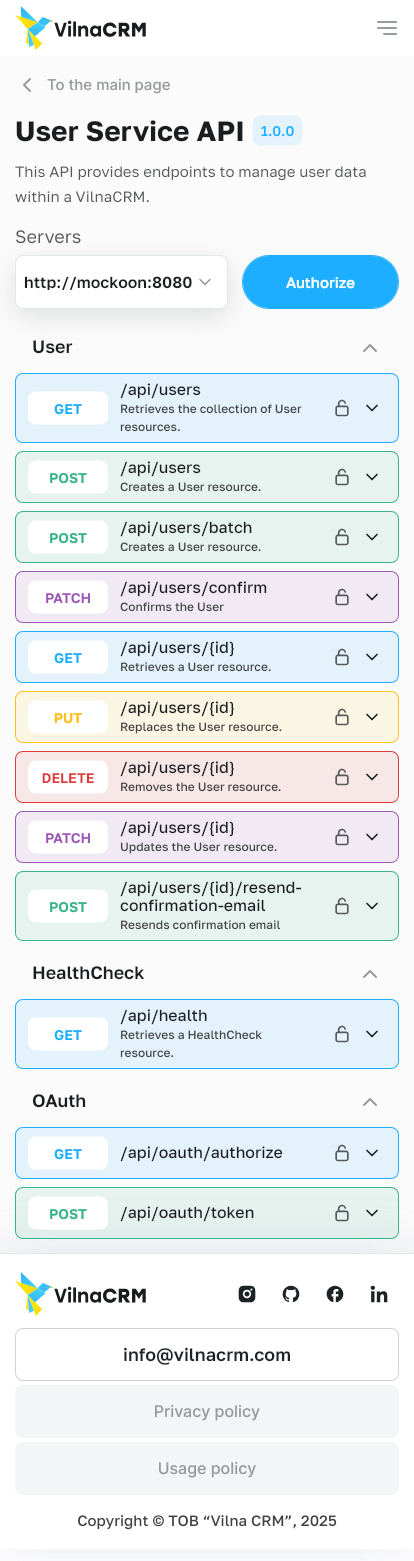 VilnaCRM
To the main page
User Service API 1.0.0
This API provides endpoints to manage user data
within a VilnaCRM.
Servers
http://mockoon:8080
Authorize
User
GET
/api/users
Retrieves the collection of User
resources.
POST
/api/users
Creates a User resource.
POST
/api/users/batch
Creates a User resource.
PATCH
/api/users/confirm
Confirms the User
GET
/api/users/{id}
Retrieves a User resource.
PUT
/api/users/{id}
Replaces the User resource.
DELETE
/api/users/{id}
Removes the User resource.
PATCH
/api/users/{id}
Updates the User resource.
POST
/api/users/{id}/resend-
confirmation-email
Resends confirmation email
HealthCheck
GET
/api/health
Retrieves a HealthCheck
resource.
OAuth
GET
/api/oauth/authorize
POST
/api/oauth/token
VilnaCRM
info@vilnacrm.com
Privacy policy
Usage policy
Copyright © ТОВ “Vilna CRM”, 2025